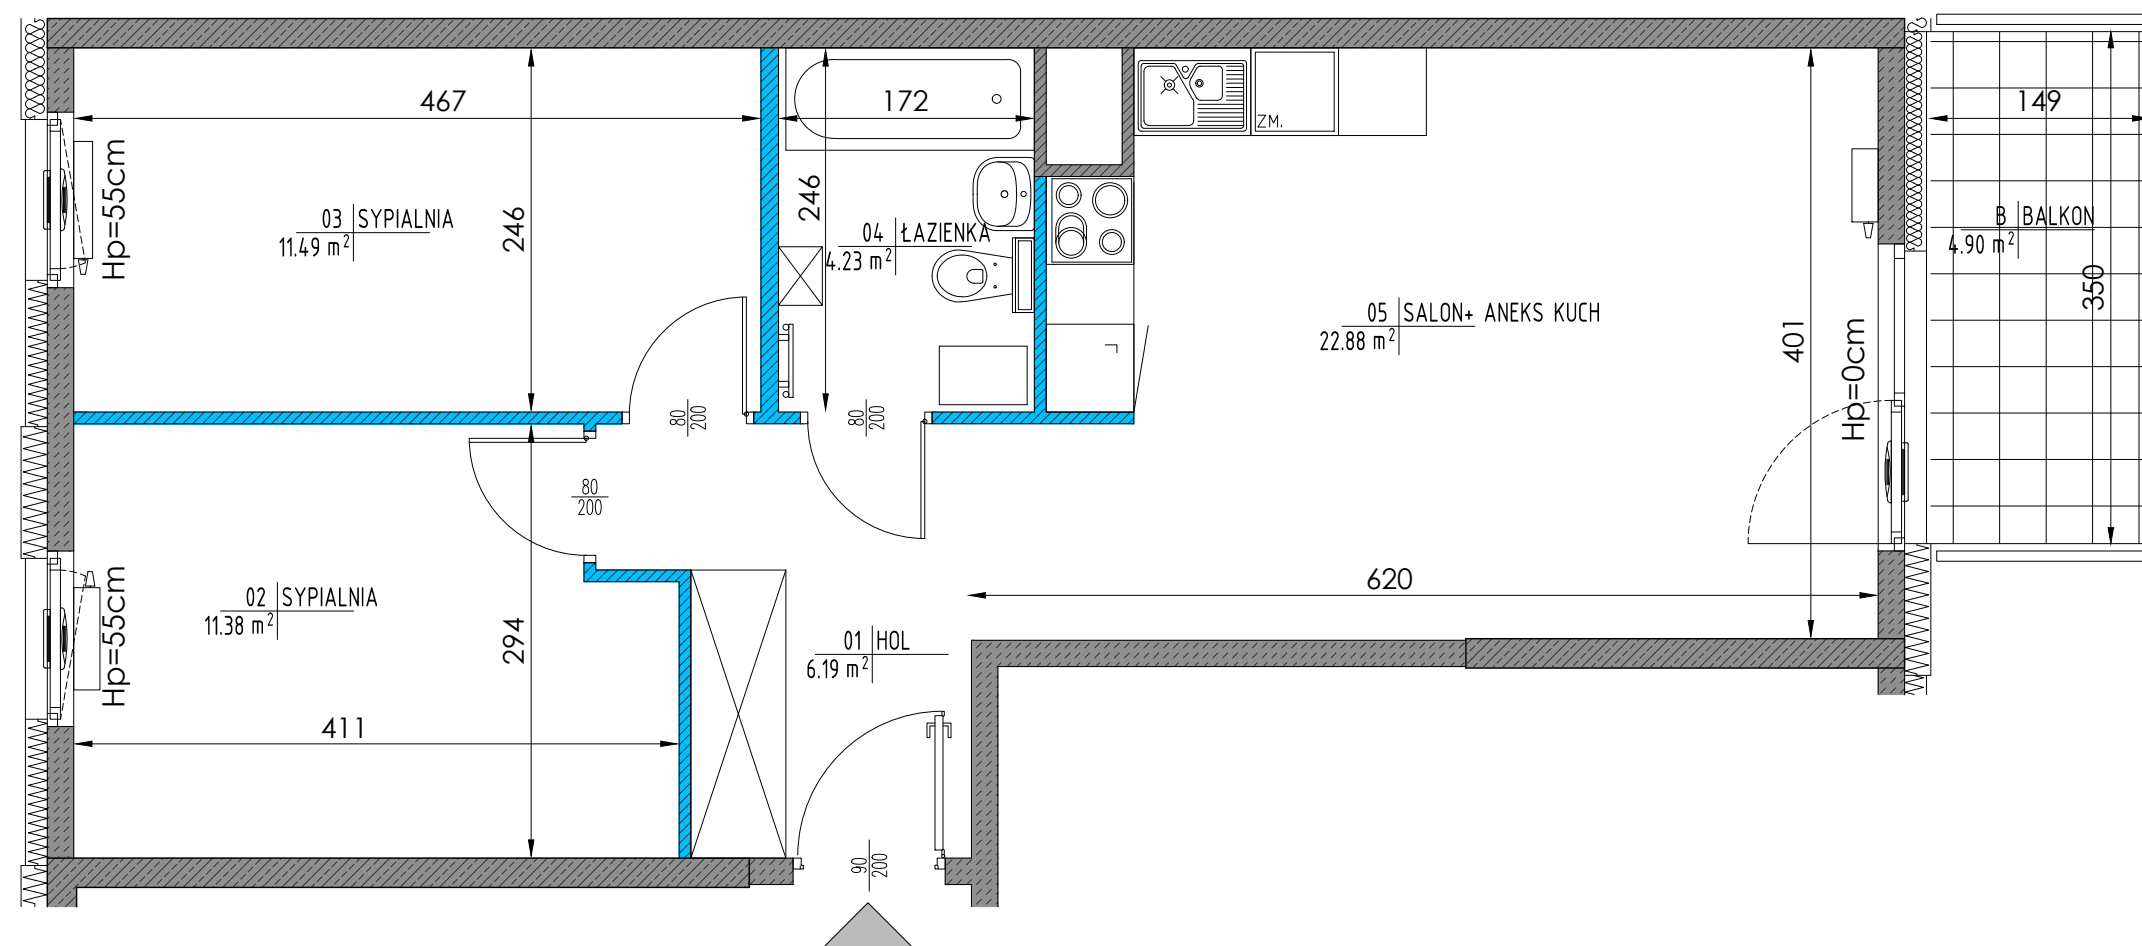 467
246
Hp=55cm
03 SYPIALNIA
11.49 m²
172
246
04 ŁAZIENKA
4.23 m²
ZM.
05 SALON+ ANEKS KUCH
22.88 m²
401
Hp=0cm
149
B BALKON
4.90 m²
350
80
200
80
200
80
200
02 SYPIALNIA
11.38 m²
Hp=55cm
294
411
620
01 HOL
6.19 m²
90
200